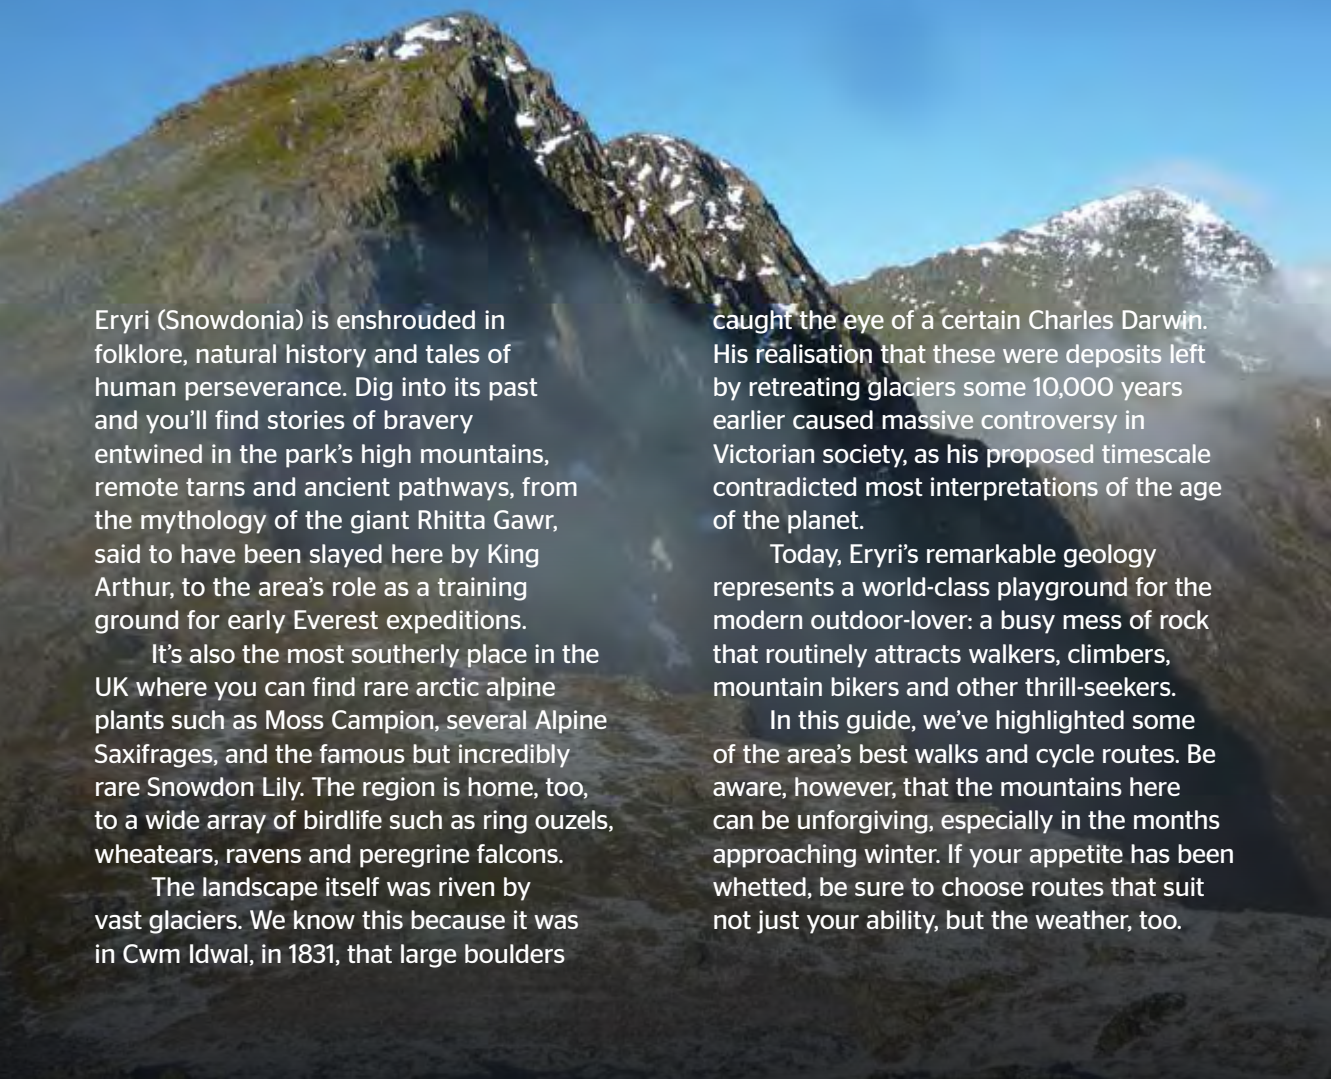 Eryri (Snowdonia) is enshrouded in
folklore, natural history and tales of
human perseverance. Dig into its past
and you’ll find stories of bravery
entwined in the park’s high mountains,
remote tarns and ancient pathways, from
the mythology of the giant Rhitta Gawr,
said to have been slayed here by King
Arthur, to the area’s role as a training
ground for early Everest expeditions.
It’s also the most southerly place in the
UK where you can find rare arctic alpine
plants such as Moss Campion, several Alpine
Saxifrages, and the famous but incredibly
rare Snowdon Lily. The region is home, too,
to a wide array of birdlife such as ring ouzels,
wheatears, ravens and peregrine falcons.
The landscape itself was riven by
vast glaciers. We know this because it was
in Cwm Idwal, in 1831, that large boulders
caught the eye of a certain Charles Darwin.
His realisation that these were deposits left
by retreating glaciers some 10,000 years
earlier caused massive controversy in
Victorian society, as his proposed timescale
contradicted most interpretations of the age
of the planet.
Today, Eryri’s remarkable geology
represents a world-class playground for the
modern outdoor-lover: a busy mess of rock
that routinely attracts walkers, climbers,
mountain bikers and other thrill-seekers.
In this guide, we’ve highlighted some
of the area’s best walks and cycle routes. Be
aware, however, that the mountains here
can be unforgiving, especially in the months
approaching winter. If your appetite has been
whetted, be sure to choose routes that suit
not just your ability, but the weather, too.